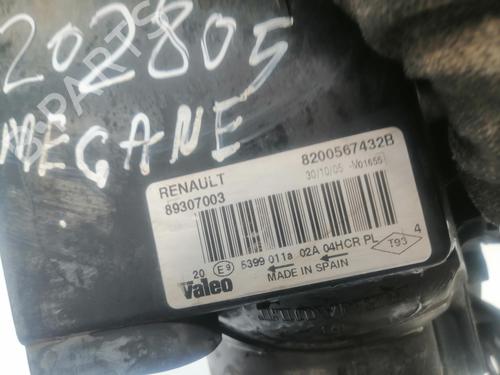 202805
MEGANE
RENAULT
8200567432B
89307003
30/10/05 -M01655
20 E9 5399 011a 02A 04HCR PL
T93 4
Valeo
MADE IN SPAIN